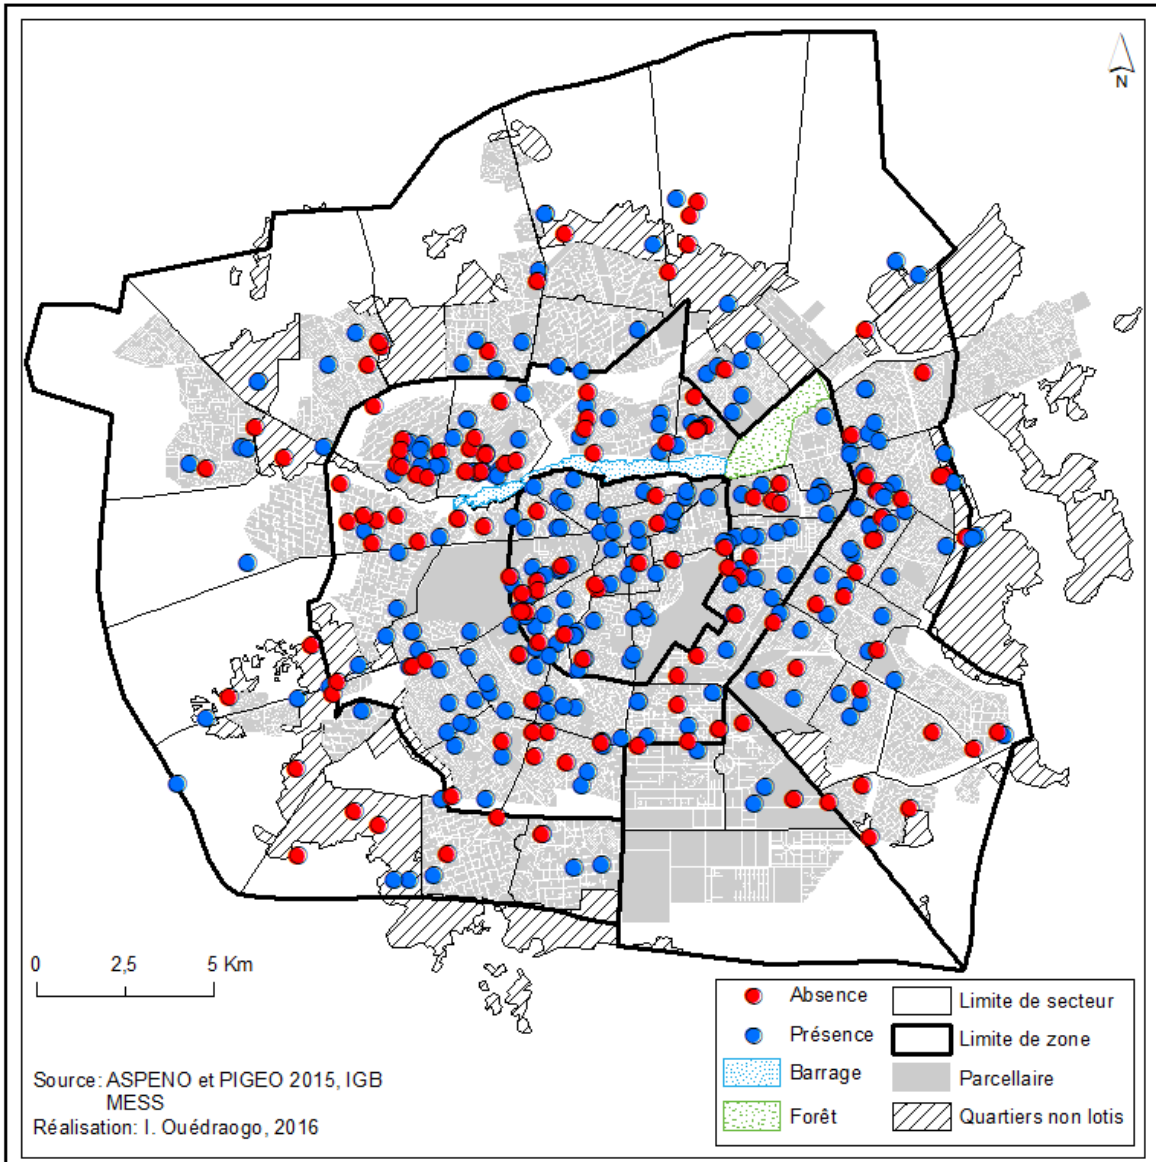 N
0 2,5 5 Km
Source: ASPENO et PIGEO 2015, IGB
MESS
Réalisation: I. Ouédraogo, 2016
Absence
Présence
Barrage
Forêt
Limite de secteur
Limite de zone
Parcellaire
Quartiers non lotis